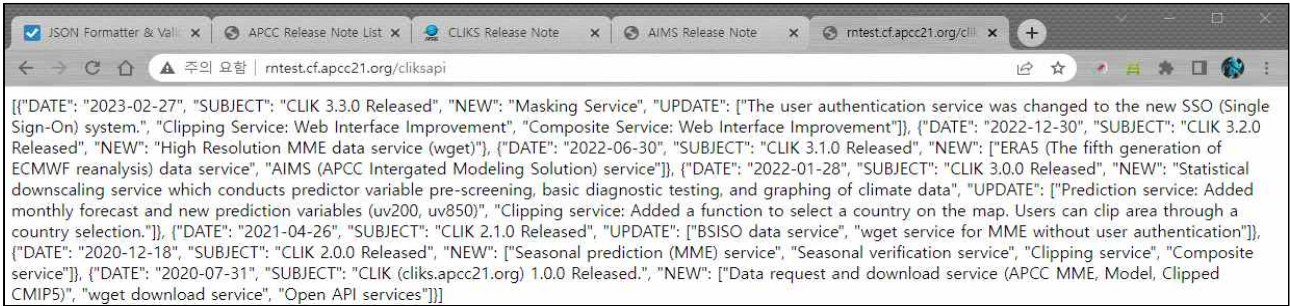 JSON Formatter & Vali
APCC Release Note List
CLIKS Release Note
AIMS Release Note
rntest.cf.apcc21.org/clik
주의 요함 | rntest.cf.apcc21.org/cliksapi
[{"DATE": "2023-02-27", "SUBJECT": "CLIK 3.3.0 Released", "NEW": "Masking Service", "UPDATE": ["The user authentication service was changed to the new SSO (Single
Sign-On) system.", "Clipping Service: Web Interface Improvement", "Composite Service: Web Interface Improvement"]}, {"DATE": "2022-12-30", "SUBJECT": "CLIK 3.2.0
Released", "NEW": "High Resolution MME data service (wget)"}, {"DATE": "2022-06-30", "SUBJECT": "CLIK 3.1.0 Released", "NEW": ["ERA5 (The fifth generation of
ECMWF reanalysis) data service", "AIMS (APCC Intergated Modeling Solution) service"]}, {"DATE": "2022-01-28", "SUBJECT": "CLIK 3.0.0 Released", "NEW": "Statistical
downscaling service which conducts predictor variable pre-screening, basic diagnostic testing, and graphing of climate data", "UPDATE": ["Prediction service: Added
monthly forecast and new prediction variables (uv200, uv850)", "Clipping service: Added a function to select a country on the map. Users can clip area through a
country selection."]}, {"DATE": "2021-04-26", "SUBJECT": "CLIK 2.1.0 Released", "UPDATE": ["BSISO data service", "wget service for MME without user authentication"]},
{"DATE": "2020-12-18", "SUBJECT": "CLIK 2.0.0 Released", "NEW": ["Seasonal prediction (MME) service", "Seasonal verification service", "Clipping service", "Composite
service"]}, {"DATE": "2020-07-31", "SUBJECT": "CLIK (cliks.apcc21.org) 1.0.0 Released.", "NEW": ["Data request and download service (APCC MME, Model, Clipped
CMIP5)", "wget download service", "Open API services"]}]